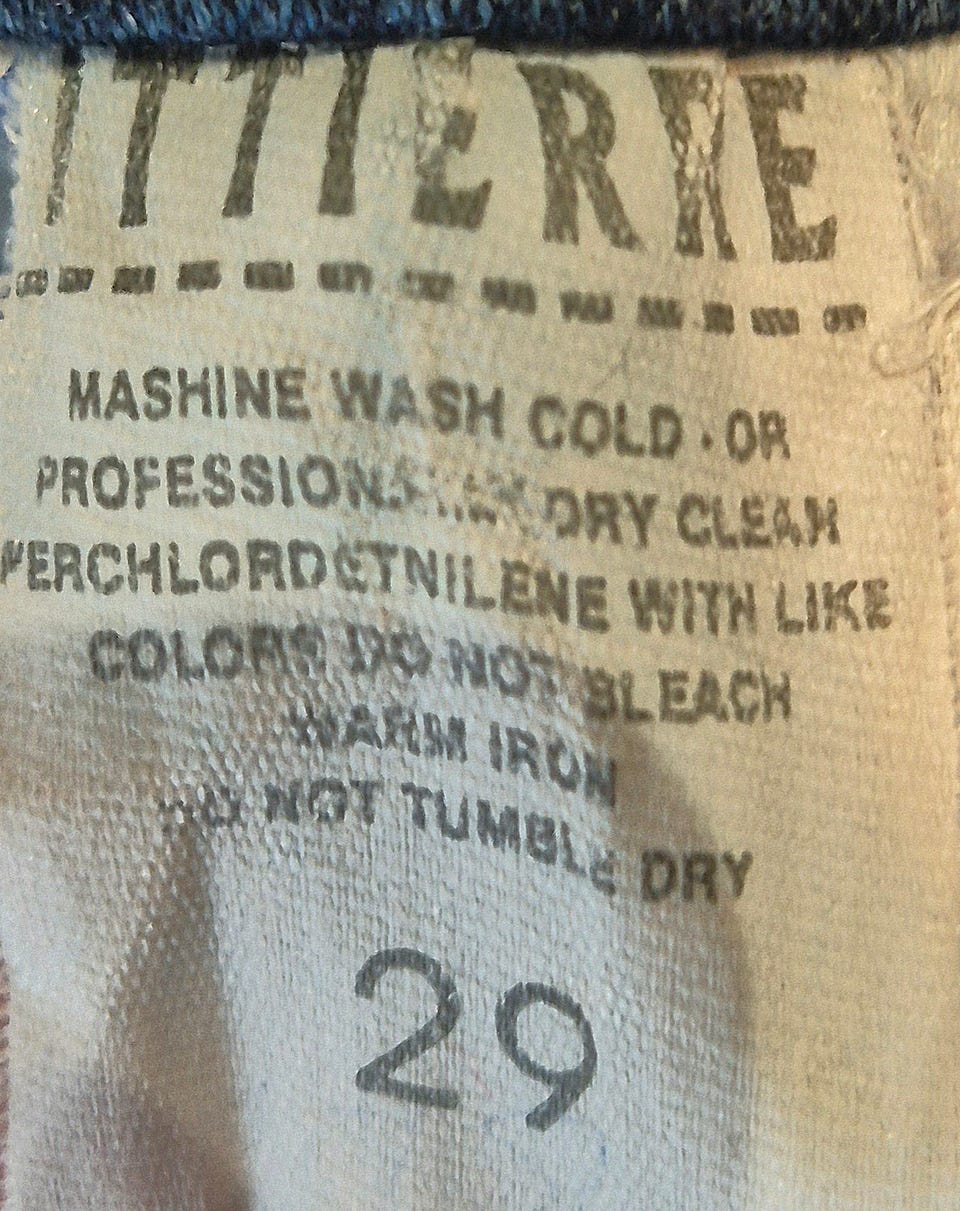 ITTIERRE
MASHINE WASH COLD . OR
DRY CLEAN
PERCHLORDETNILENE WITH LIKE
COLORS DO NOT BLEACH
WARM IRON
DO NOT TUMBLE DRY
29